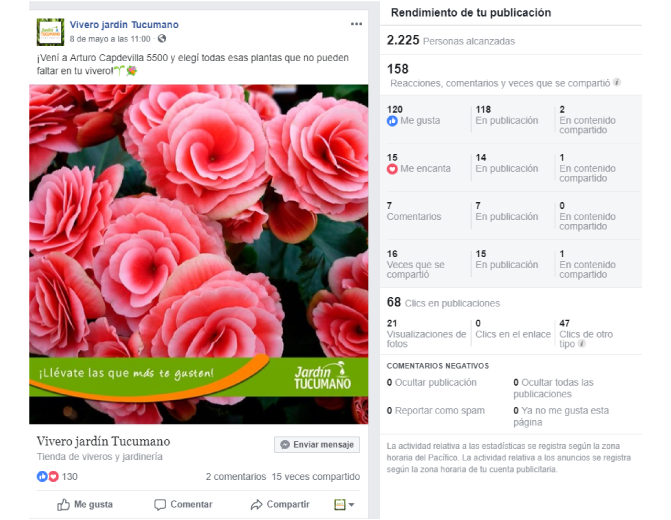 Vivero jardín Tucumano
8 de mayo a las 11:00 ·
¡Vení a Arturo Capdevilla 5500 y elegí todas esas plantas que no pueden
faltar en tu vivero!
¡Llévate las que más te gusten!
Jardín
TUCUMANO
Vivero jardín Tucumano
Tienda de viveros y jardinería
Enviar mensaje
130
2 comentarios 15 veces compartido
Me gusta Comentar Compartir
Rendimiento de tu publicación
2.225 Personas alcanzadas
158
Reacciones, comentarios y veces que se compartió
120
Me gusta
118
En publicación
2
En contenido
compartido
15
Me encanta
14
En publicación
1
En contenido
compartido
7
Comentarios
7
En publicación
0
En contenido
compartido
16
Veces que se
compartió
15
En publicación
1
En contenido
compartido
68 Clics en publicaciones
21
Visualizaciones de
fotos
0
Clics en el enlace
47
Clics de otro
tipo
COMENTARIOS NEGATIVOS
0 Ocultar publicación
0 Ocultar todas las
publicaciones
0 Reportar como spam
0 Ya no me gusta esta
página
La actividad relativa a las estadísticas se registra según la zona
horaria del Pacífico. La actividad relativa a los anuncios se registra
según la zona horaria de tu cuenta publicitaria.